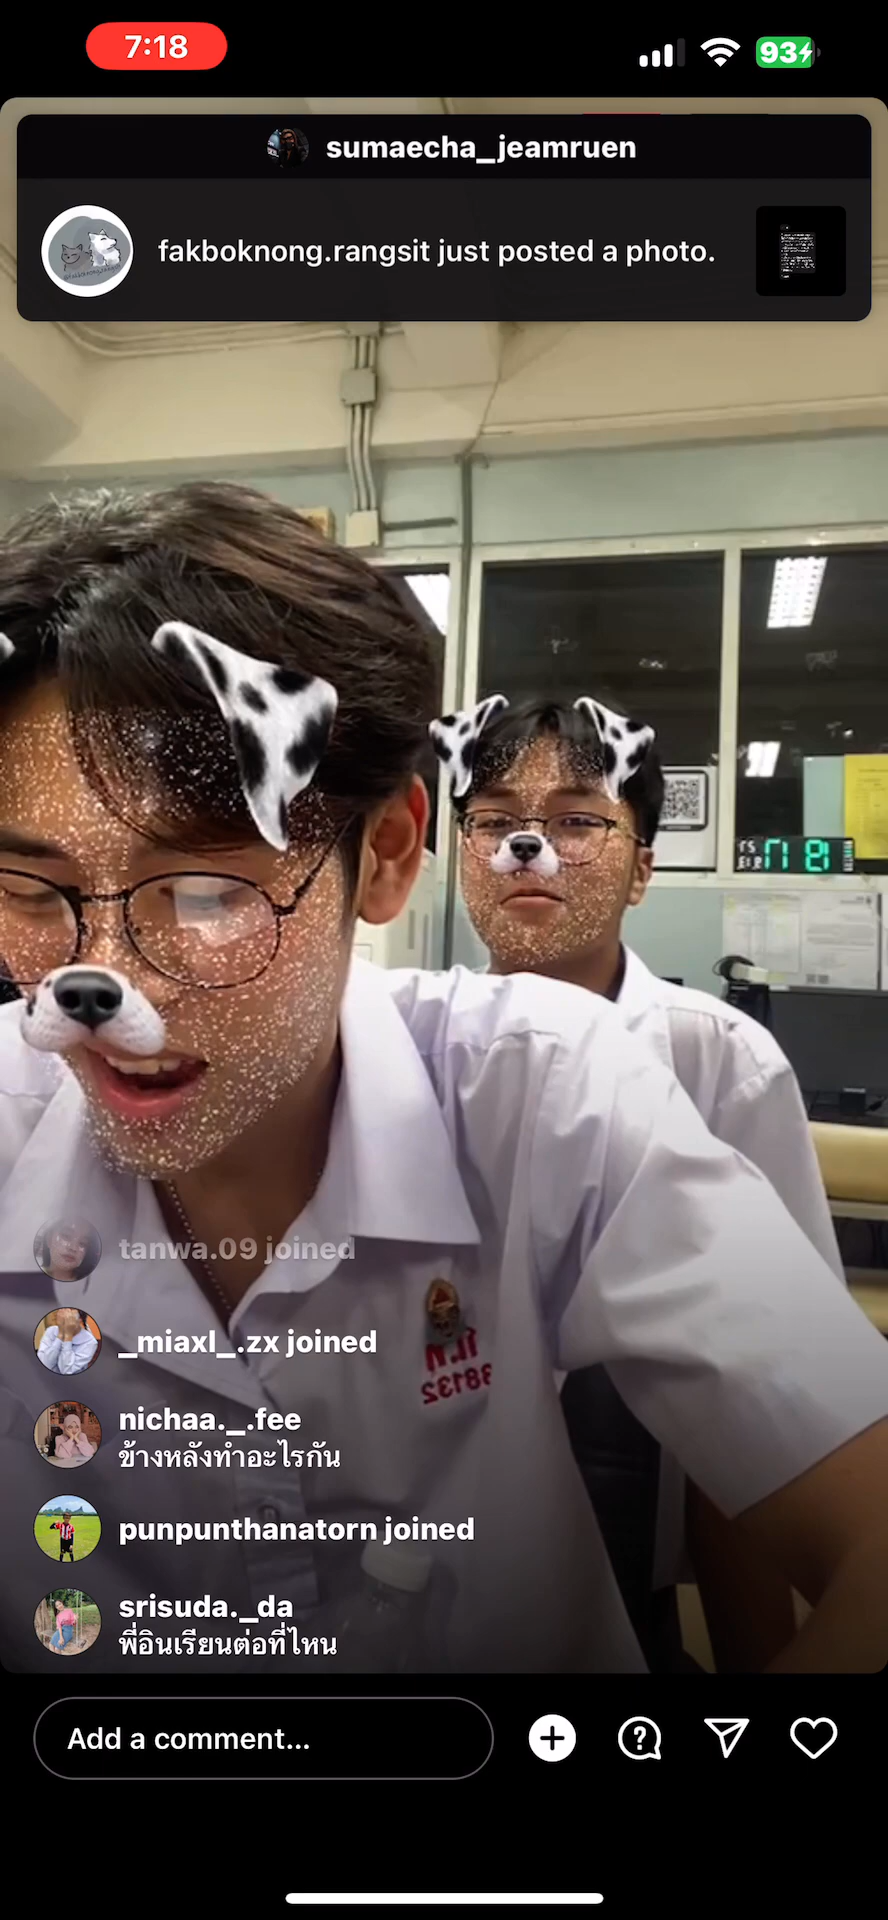 7:18
93
sumaecha_jeamruen
fakboknong.rangsit just posted a photo.
tanwa.09 joined
_miaxl_.zx joined
nichaa._.fee
ข้างหลังทำอะไรกัน
punpunthanatorn joined
srisuda._da
พี่อินเรียนต่อที่ไหน
Add a comment...